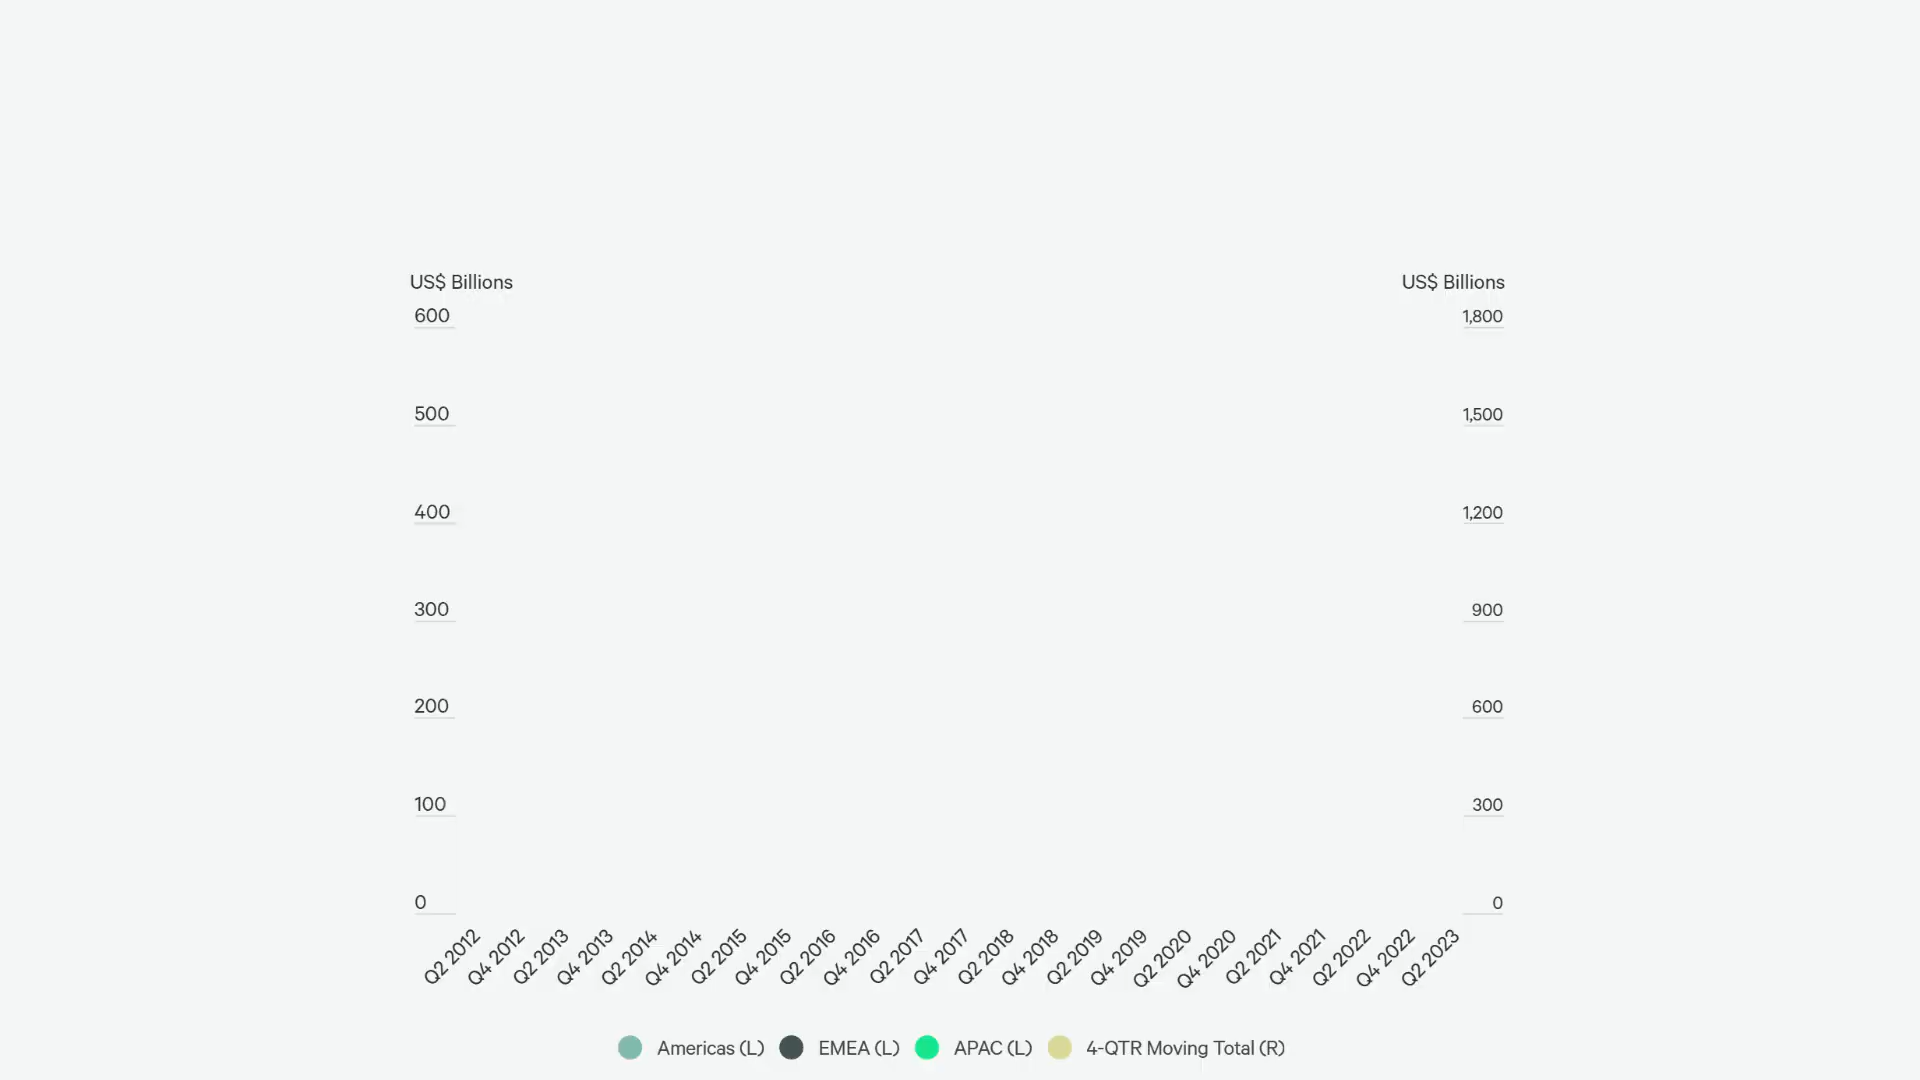 US$ Billions US$ Billions
600 1,800
500 1,500
400 1,200
300 900
200 600
100 300
0 0
Q2 2012 Q4 2012 Q2 2013 Q4 2013 Q2 2014 Q4 2014 Q2 2015 Q4 2015 Q2 2016 Q4 2016 Q2 2017 Q4 2017 Q2 2018 Q4 2018 Q2 2019 Q4 2019 Q2 2020 Q4 2020 Q2 2021 Q4 2021 Q2 2022 Q4 2022 Q2 2023
Americas (L) EMEA (L) APAC (L) 4-QTR Moving Total (R)